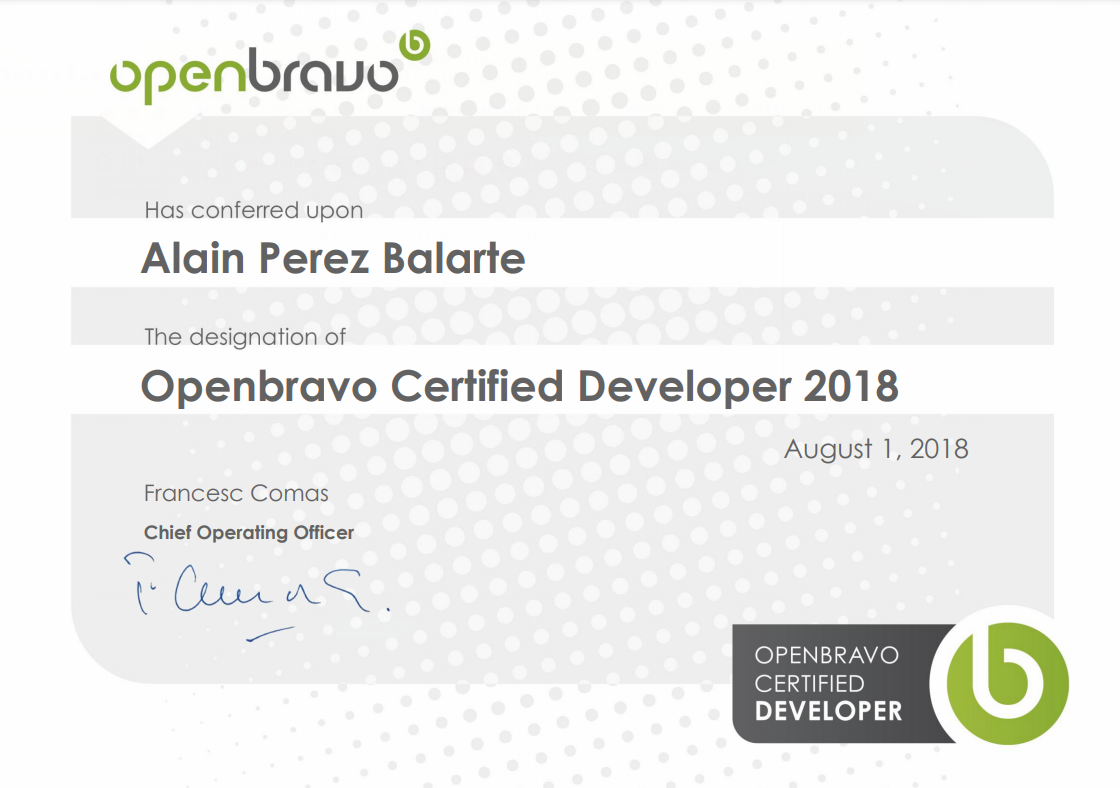 openbravo
Has conferred upon
Alain Perez Balarte
The designation of
Openbravo Certified Developer 2018
August 1, 2018
Francesc Comas
Chief Operating Officer
OPENBRAVO
CERTIFIED
DEVELOPER